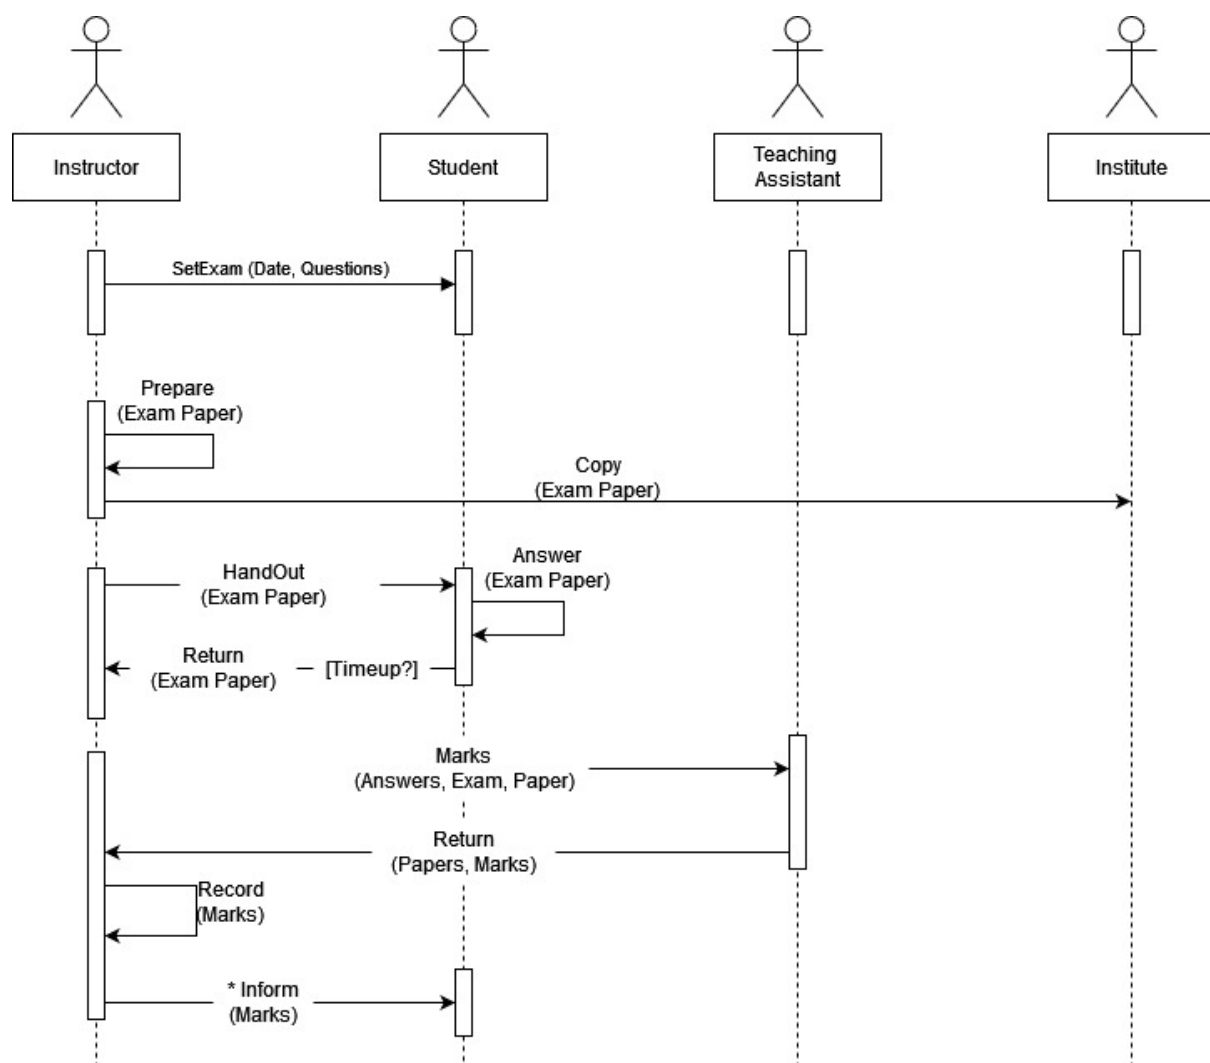 Instructor
Student
Teaching
Assistant
Institute
SetExam (Date, Questions)
Prepare
(Exam Paper)
Copy
(Exam Paper)
HandOut
(Exam Paper)
Answer
(Exam Paper)
Return
(Exam Paper)
[Timeup?]
Marks
(Answers, Exam, Paper)
Return
(Papers, Marks)
Record
(Marks)
* Inform
(Marks)